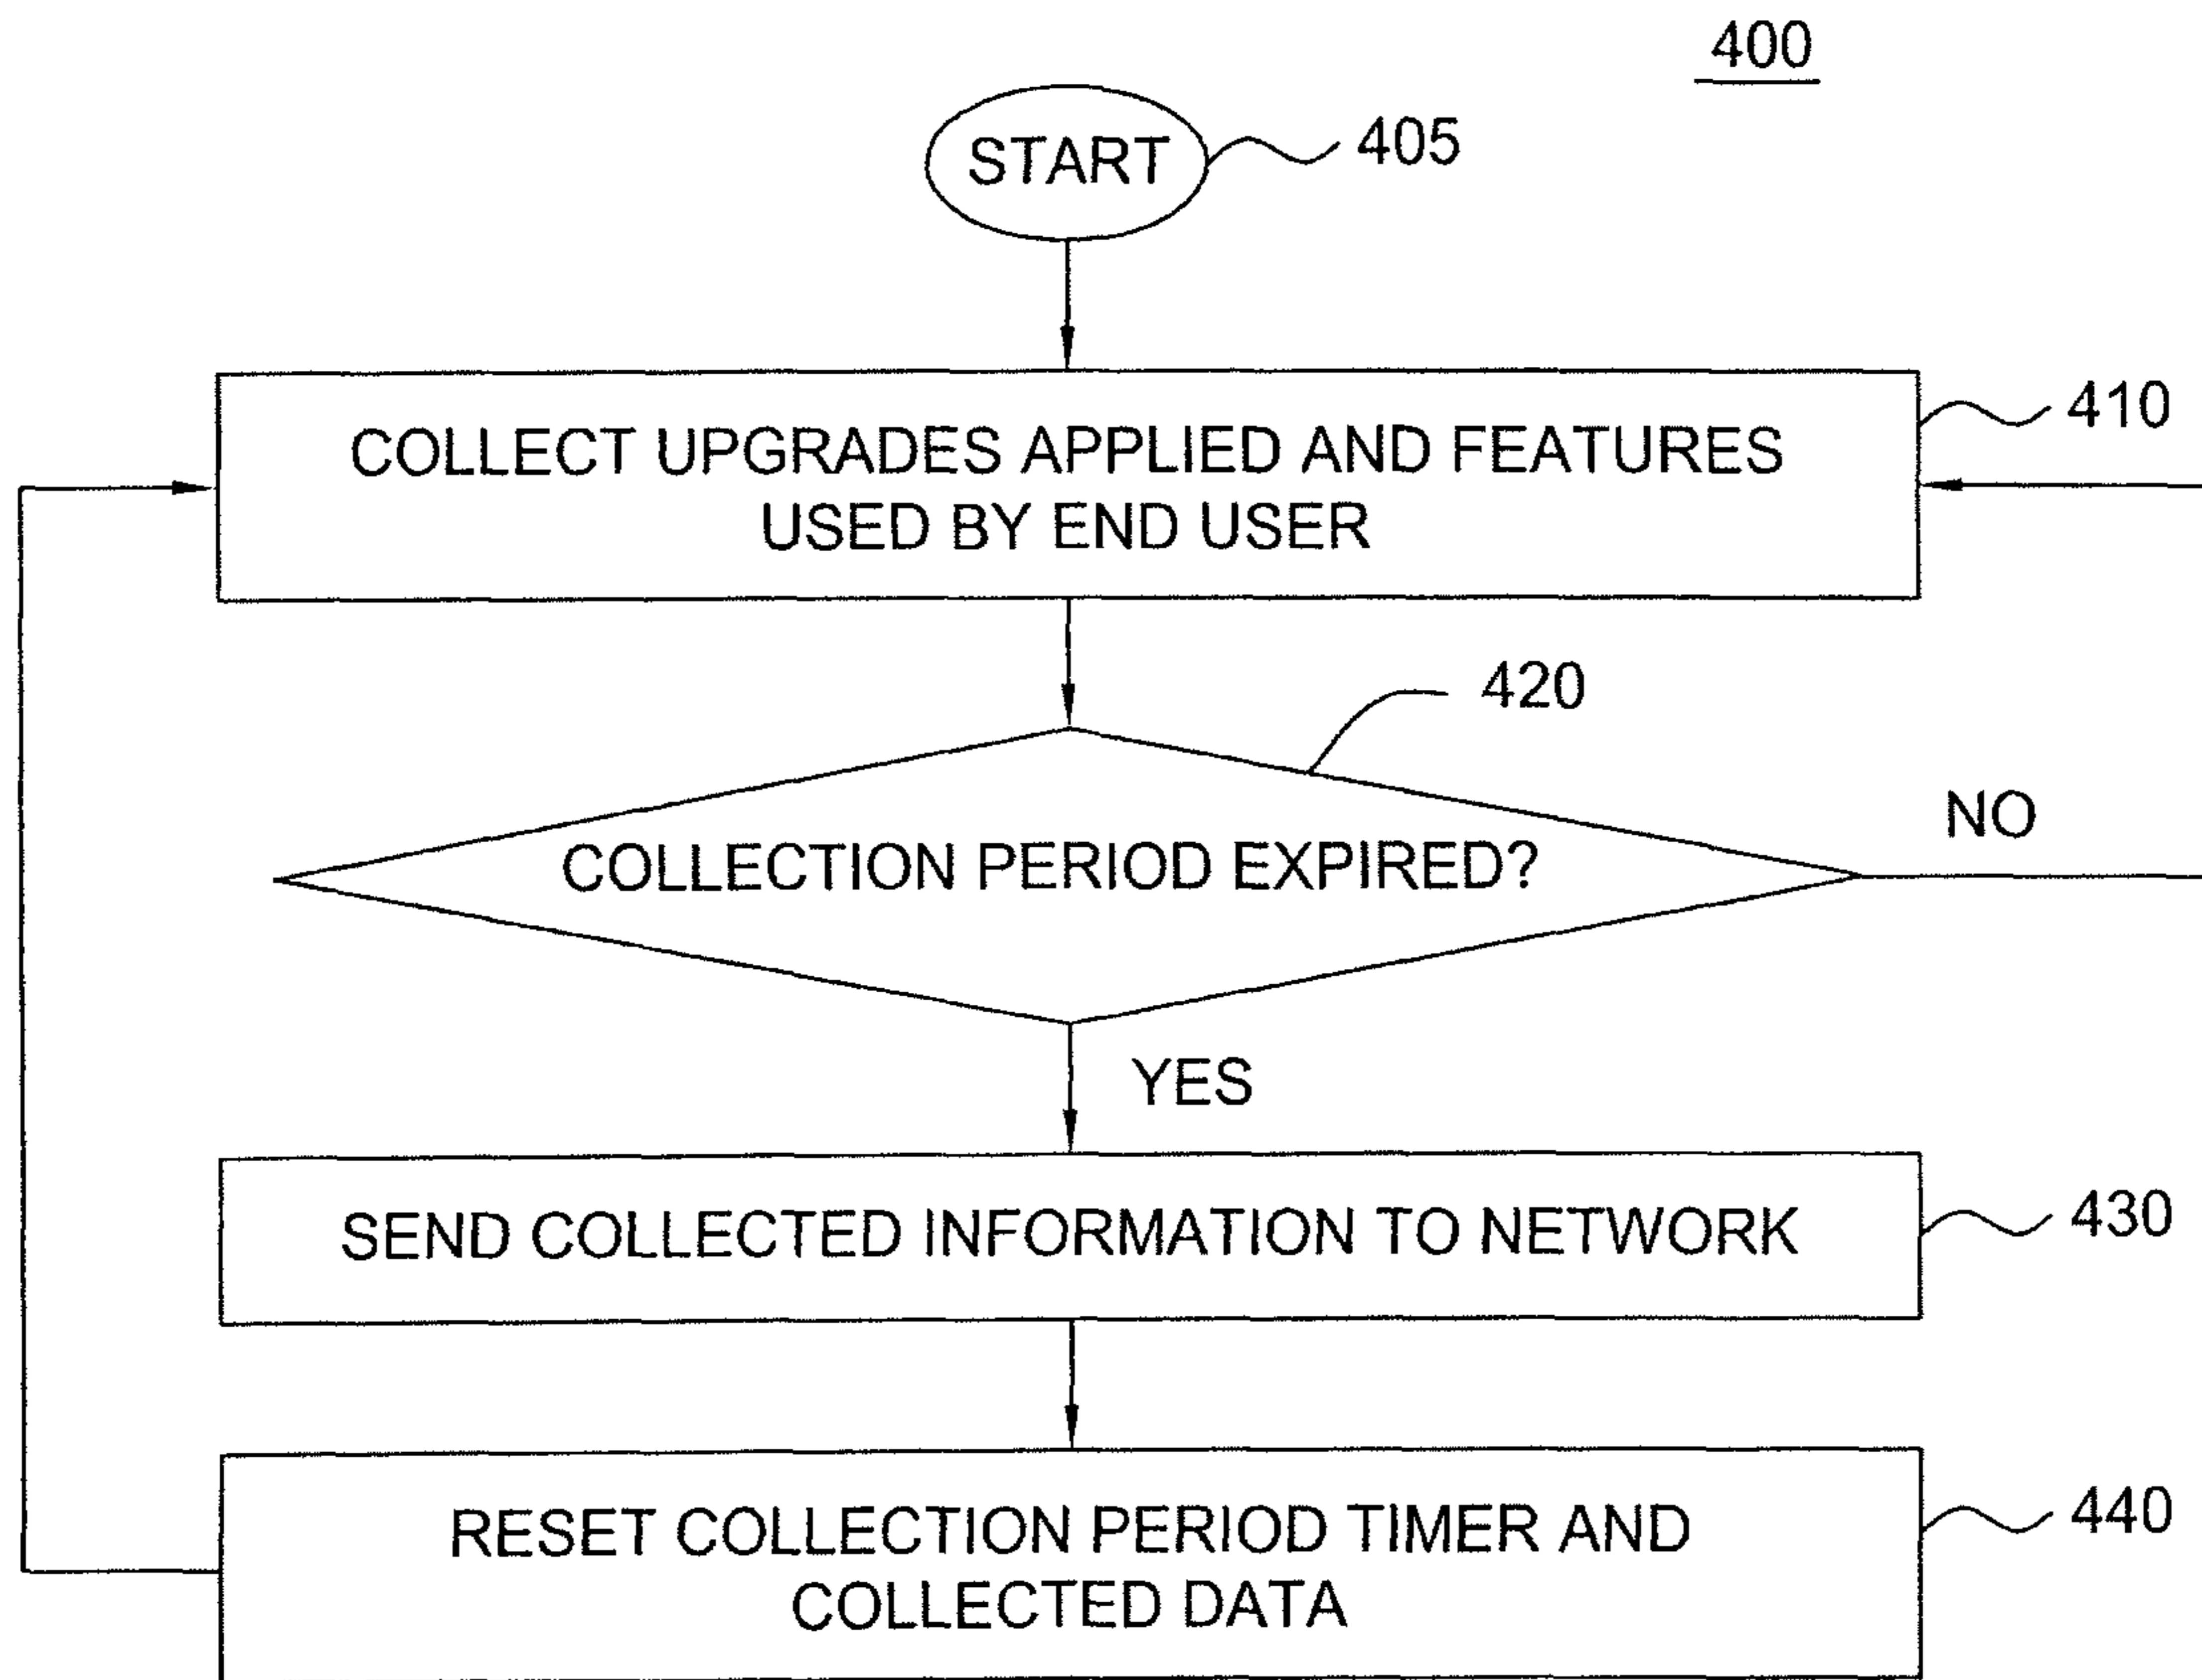 400
START
405
COLLECT UPGRADES APPLIED AND FEATURES
USED BY END USER
410
420
COLLECTION PERIOD EXPIRED?
NO
YES
SEND COLLECTED INFORMATION TO NETWORK
430
RESET COLLECTION PERIOD TIMER AND
COLLECTED DATA
440